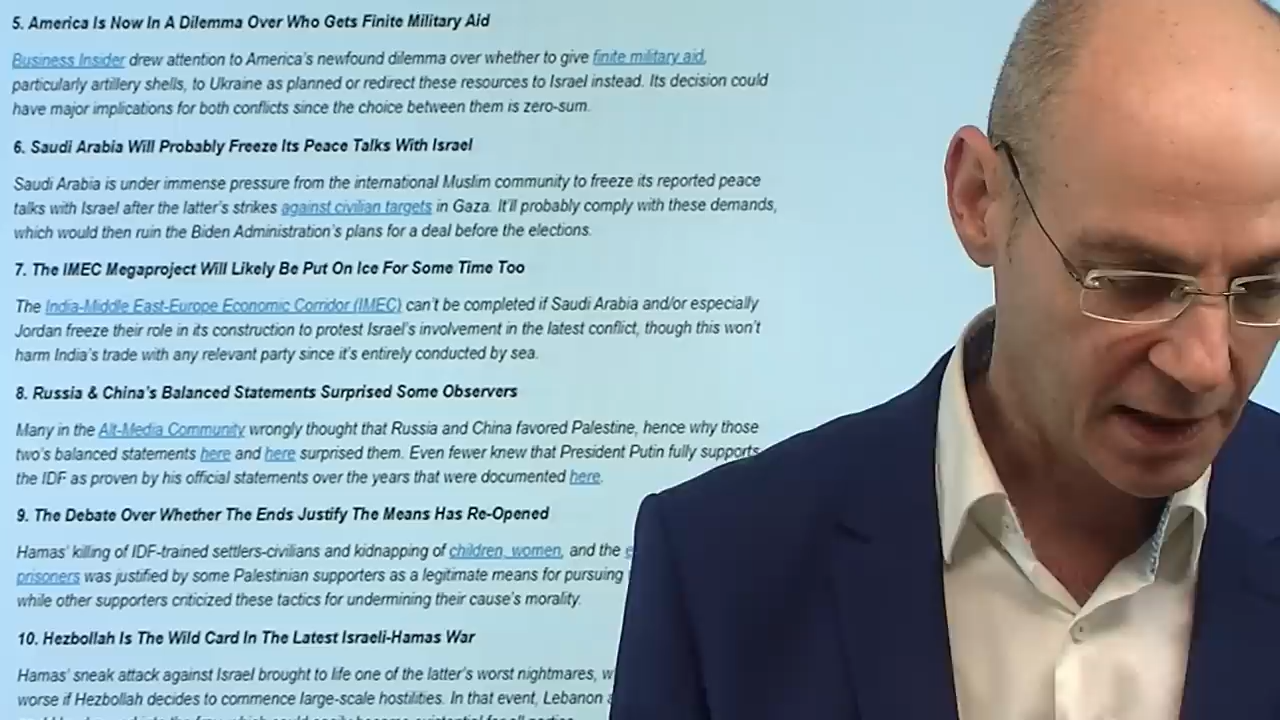 5. America Is Now In A Dilemma Over Who Gets Finite Military Aid
Business Insider drew attention to America's newfound dilemma over whether to give finite military aid,
particularly artillery shells, to Ukraine as planned or redirect these resources to Israel instead. Its decision could
have major implications for both conflicts since the choice between them is zero-sum.
6. Saudi Arabia Will Probably Freeze Its Peace Talks With Israel
Saudi Arabia is under immense pressure from the international Muslim community to freeze its reported peace
talks with Israel after the latter's strikes against civilian targets in Gaza. It'll probably comply with these demands,
which would then ruin the Biden Administration's plans for a deal before the elections.
7. The IMEC Megaproject Will Likely Be Put On Ice For Some Time Too
The India-Middle East-Europe Economic Corridor (IMEC) can't be completed if Saudi Arabia and/or especially
Jordan freeze their role in its construction to protest Israel's involvement in the latest conflict, though this won't
harm India's trade with any relevant party since it's entirely conducted by sea.
8. Russia & China's Balanced Statements Surprised Some Observers
Many in the Alt-Media Community wrongly thought that Russia and China favored Palestine, hence why those
two's balanced statements here and here surprised them. Even fewer knew that President Putin fully supports
the IDF as proven by his official statements over the years that were documented here.
9. The Debate Over Whether The Ends Justify The Means Has Re-Opened
Hamas' killing of IDF-trained settlers-civilians and kidnapping of children, women, and the
prisoners was justified by some Palestinian supporters as a legitimate means for pursuing
while other supporters criticized these tactics for undermining their cause's morality.
10. Hezbollah Is The Wild Card In The Latest Israeli-Hamas War
Hamas' sneak attack against Israel brought to life one of the latter's worst nightmares,
worse if Hezbollah decides to commence large-scale hostilities. In that event, Lebanon